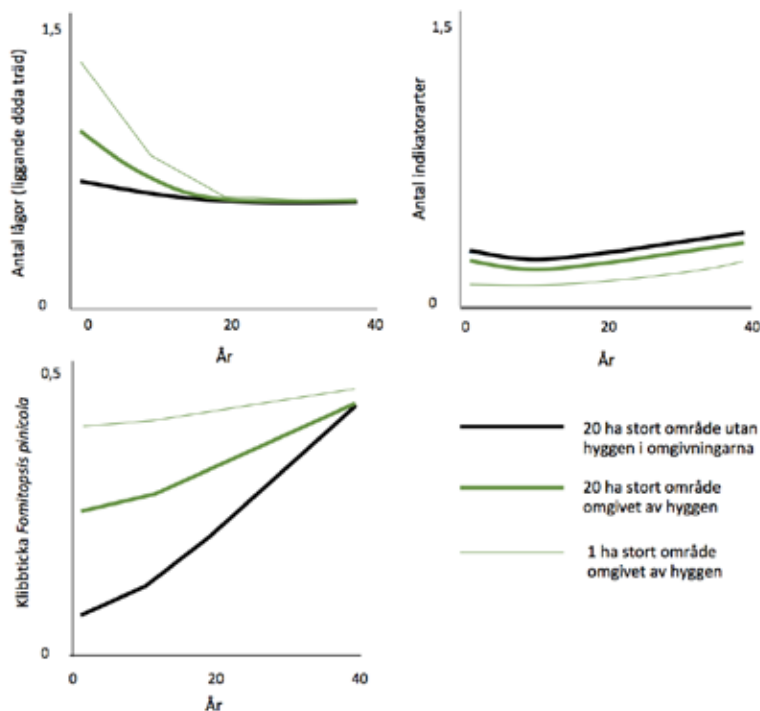 1,5
Antal lågor (liggande döda träd)
0
0 20 40
År
1,5
Antal indikatorarter
0
0 20 40
År
0,5
Klibbticka Fomitopsis pinicola
0
0 20 40
År
20 ha stort område utan
hyggen i omgivningarna
20 ha stort område
omgivet av hyggen
1 ha stort område
omgivet av hyggen